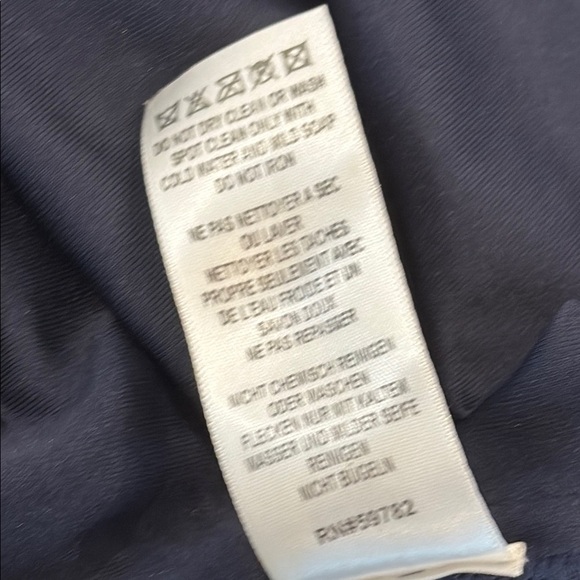 DO NOT DRY CLEAN OR WASH
SPOT CLEAN ONLY WITH
COLD WATER AND MILD SOAP
DO NOT IRON
NE PAS NETTOYER A SEC
OU LAVER
NETTOYER LES TACHES
PROPRE SEULEMENT AVEC
DE L'EAU FROIDE ET UN
SAVON DOUX
NE PAS REPASSER
NICHT CHEMISCH REINIGEN
ODER WASCHEN
FLECKEN NUR MIT KALTEM
WASSER UND MILDER SEIFE
REINIGEN
NICHT BÜGELN
RN#59782